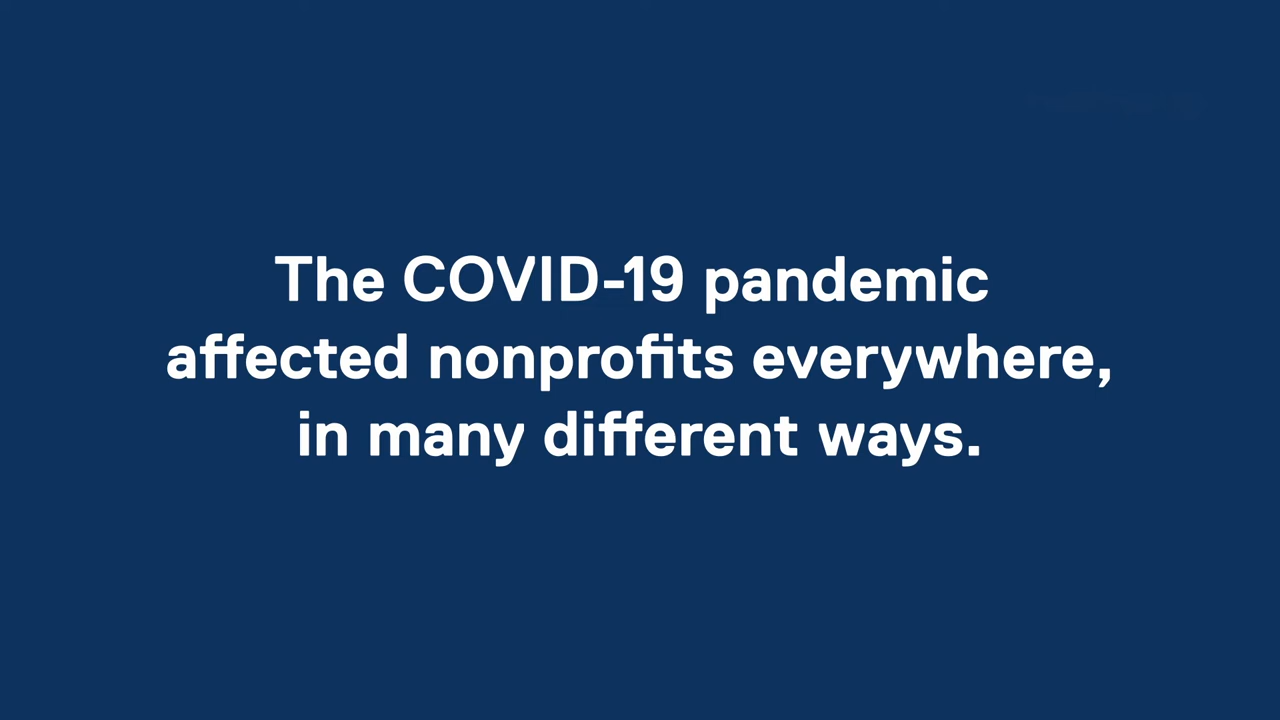 The COVID-19 pandemic
affected nonprofits everywhere,
in many different ways.